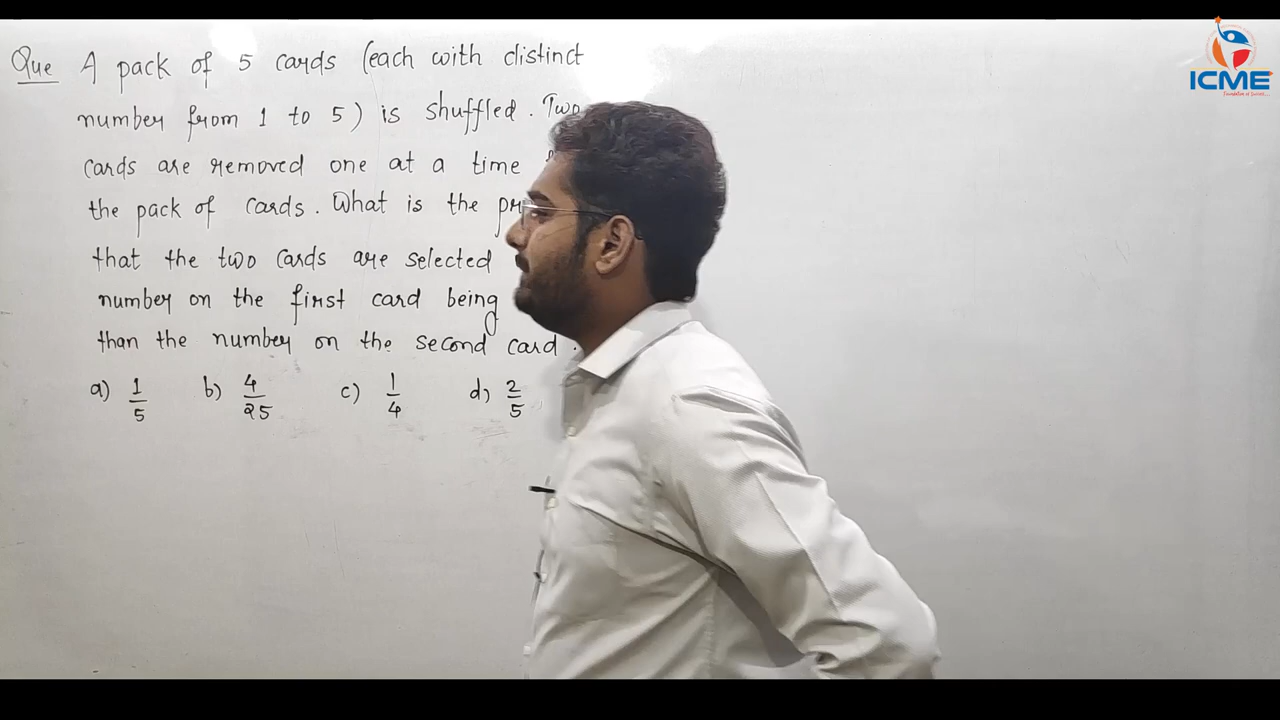 Que A pack of 5 cards (each with distinct
number from 1 to 5) is shuffled. Two
cards are removed one at a time
the pack of cards. What is the
that the two cards are selected
number on the first card being
than the number on the second card.
a) 1/5 b) 4/25 c) 1/4 d) 2/5
ICME